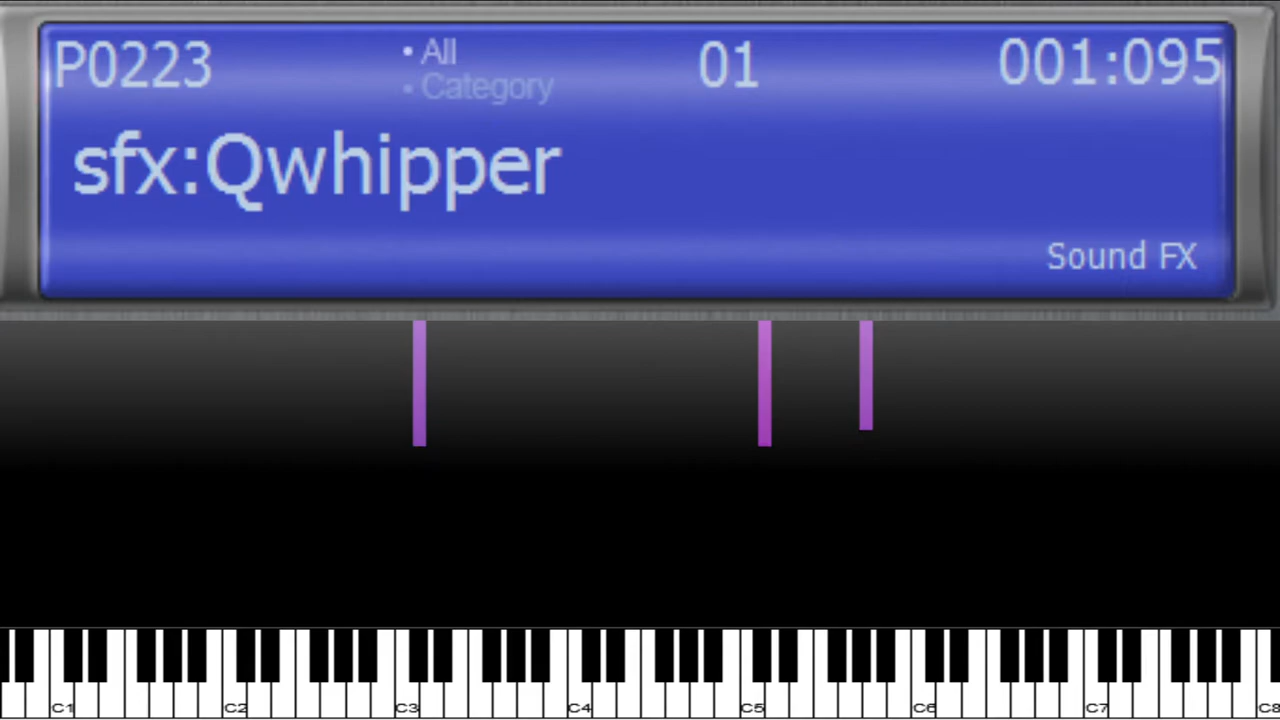 P0223
• All
• Category
01
001:095
sfx:Qwhipper
Sound FX
C1 C2 C3 C4 C5 C6 C7 C8